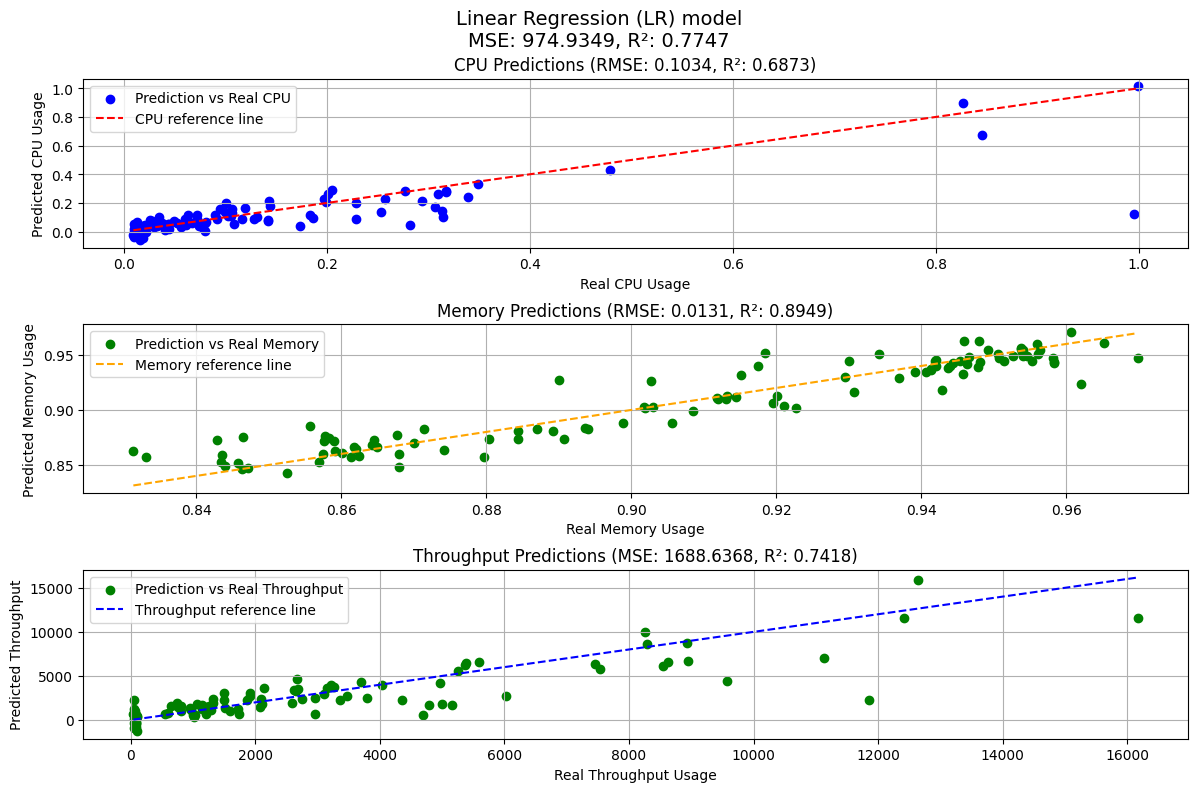 Linear Regression (LR) model
MSE: 974.9349, R²: 0.7747
CPU Predictions (RMSE: 0.1034, R²: 0.6873)
Predicted CPU Usage
1.0
0.8
0.6
0.4
0.2
0.0
Prediction vs Real CPU
CPU reference line
0.0 0.2 0.4 0.6 0.8 1.0
Real CPU Usage
Memory Predictions (RMSE: 0.0131, R²: 0.8949)
Predicted Memory Usage
0.95
0.90
0.85
Prediction vs Real Memory
Memory reference line
0.84 0.86 0.88 0.90 0.92 0.94 0.96
Real Memory Usage
Throughput Predictions (MSE: 1688.6368, R²: 0.7418)
Predicted Throughput
15000
10000
5000
0
Prediction vs Real Throughput
Throughput reference line
0 2000 4000 6000 8000 10000 12000 14000 16000
Real Throughput Usage